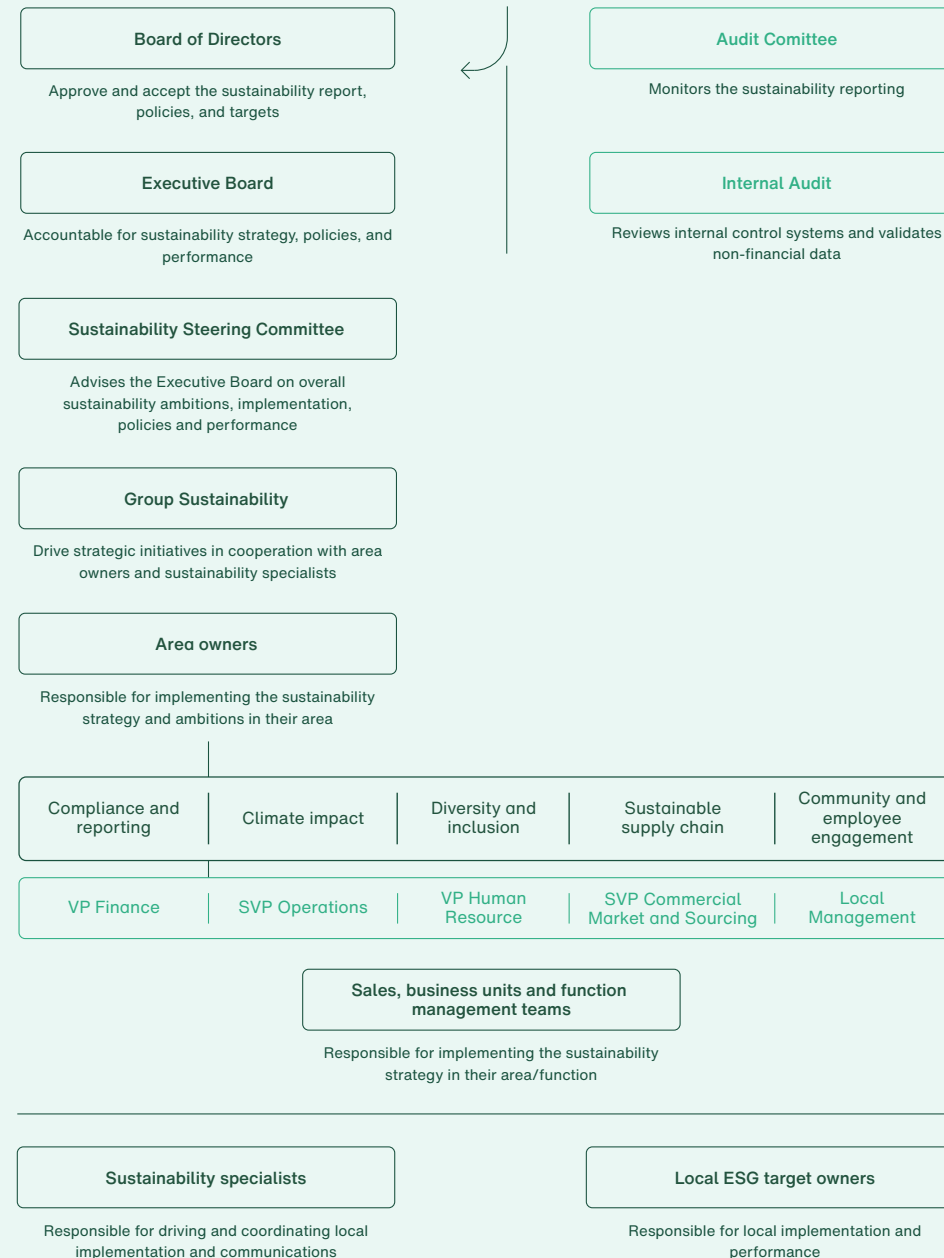 Board of Directors
Approve and accept the sustainability report,
policies, and targets
Audit Comittee
Monitors the sustainability reporting
Executive Board
Accountable for sustainability strategy, policies, and
performance
Internal Audit
Reviews internal control systems and validates
non-financial data
Sustainability Steering Committee
Advises the Executive Board on overall
sustainability ambitions, implementation,
policies and performance
Group Sustainability
Drive strategic initiatives in cooperation with area
owners and sustainability specialists
Area owners
Responsible for implementing the sustainability
strategy and ambitions in their area
Compliance and
reporting
Climate impact
Diversity and
inclusion
Sustainable
supply chain
Community and
employee
engagement
VP Finance
SVP Operations
VP Human
Resource
SVP Commercial
Market and Sourcing
Local
Management
Sales, business units and function
management teams
Responsible for implementing the sustainability
strategy in their area/function
Sustainability specialists
Responsible for driving and coordinating local
implementation and communications
Local ESG target owners
Responsible for local implementation and
performance